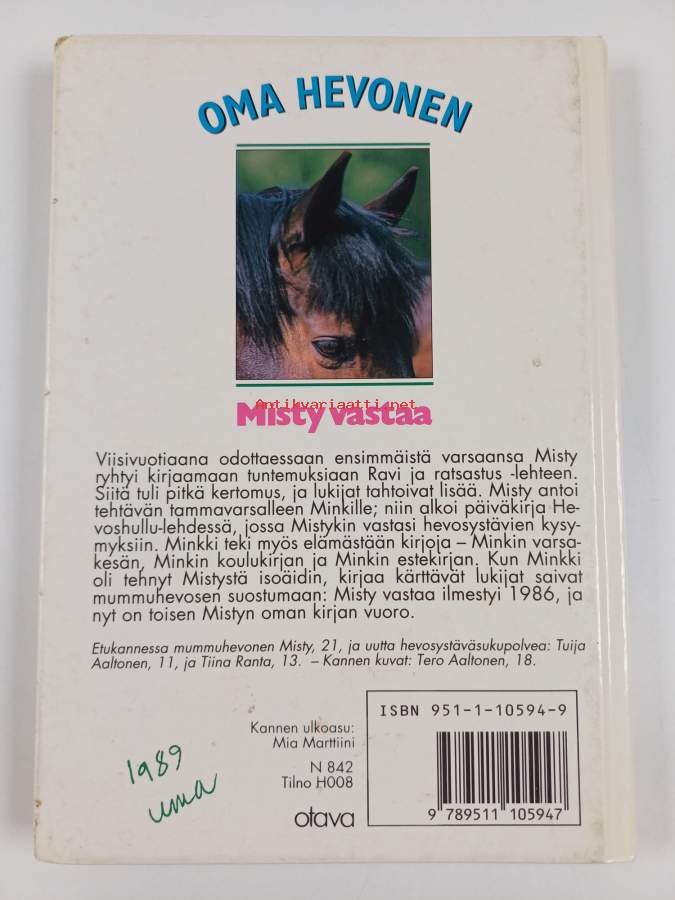 OMA HEVONEN
Antikvariaatti.net
Misty vastaa
Viisivuotiaana odottaessaan ensimmäistä varsaansa Misty
ryhtyi kirjaamaan tuntemuksiaan Ravi ja ratsastus -lehteen.
Siitä tuli pitkä kertomus, ja lukijat tahtoivat lisää. Misty antoi
tehtävän tammavarsalleen Minkille; niin alkoi päiväkirja He-
voshullu-lehdessä, jossa Mistykin vastasi hevosystävien kysy-
myksiin. Minkki teki myös elämästään kirjoja – Minkin varsa-
kesän, Minkin koulukirjan ja Minkin estekirjan. Kun Minkki
oli tehnyt Mistystä isoäidin, kirjaa kärttävät lukijat saivat
mummuhevosen suostumaan: Misty vastaa ilmestyi 1986, ja
nyt on toisen Mistyn oman kirjan vuoro.
Etukannessa mummuhevonen Misty, 21, ja uutta hevosystäväsukupolvea: Tuija
Aaltonen, 11, ja Tiina Ranta, 13. – Kannen kuvat: Tero Aaltonen, 18.
Kannen ulkoasu:
Mia Marttiini
N 842
Tilno H008
otava
ISBN 951-1-10594-9
9 789511 105947
1989
uma